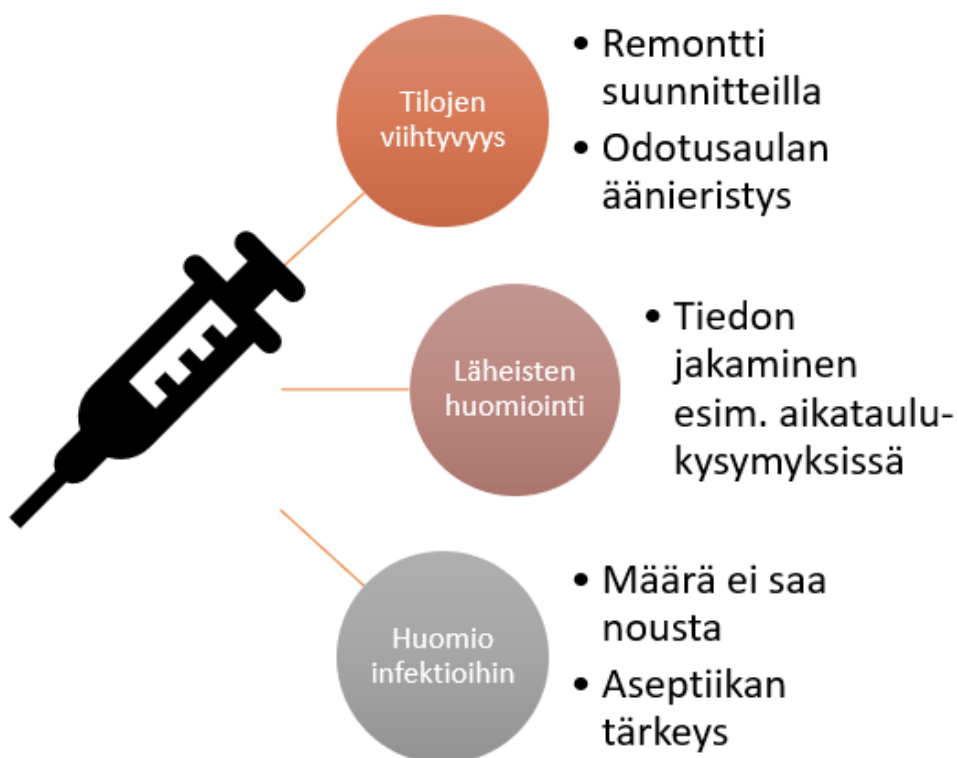 Tilojen
viihtyvyys
• Remontti
suunnitteilla
• Odotusaulan
äänieristys
Läheisten
huomiointi
• Tiedon
jakaminen
esim. aikataulu-
kysymyksissä
Huomio
infektioihin
• Määrä ei saa
nousta
• Aseptiikan
tärkeys